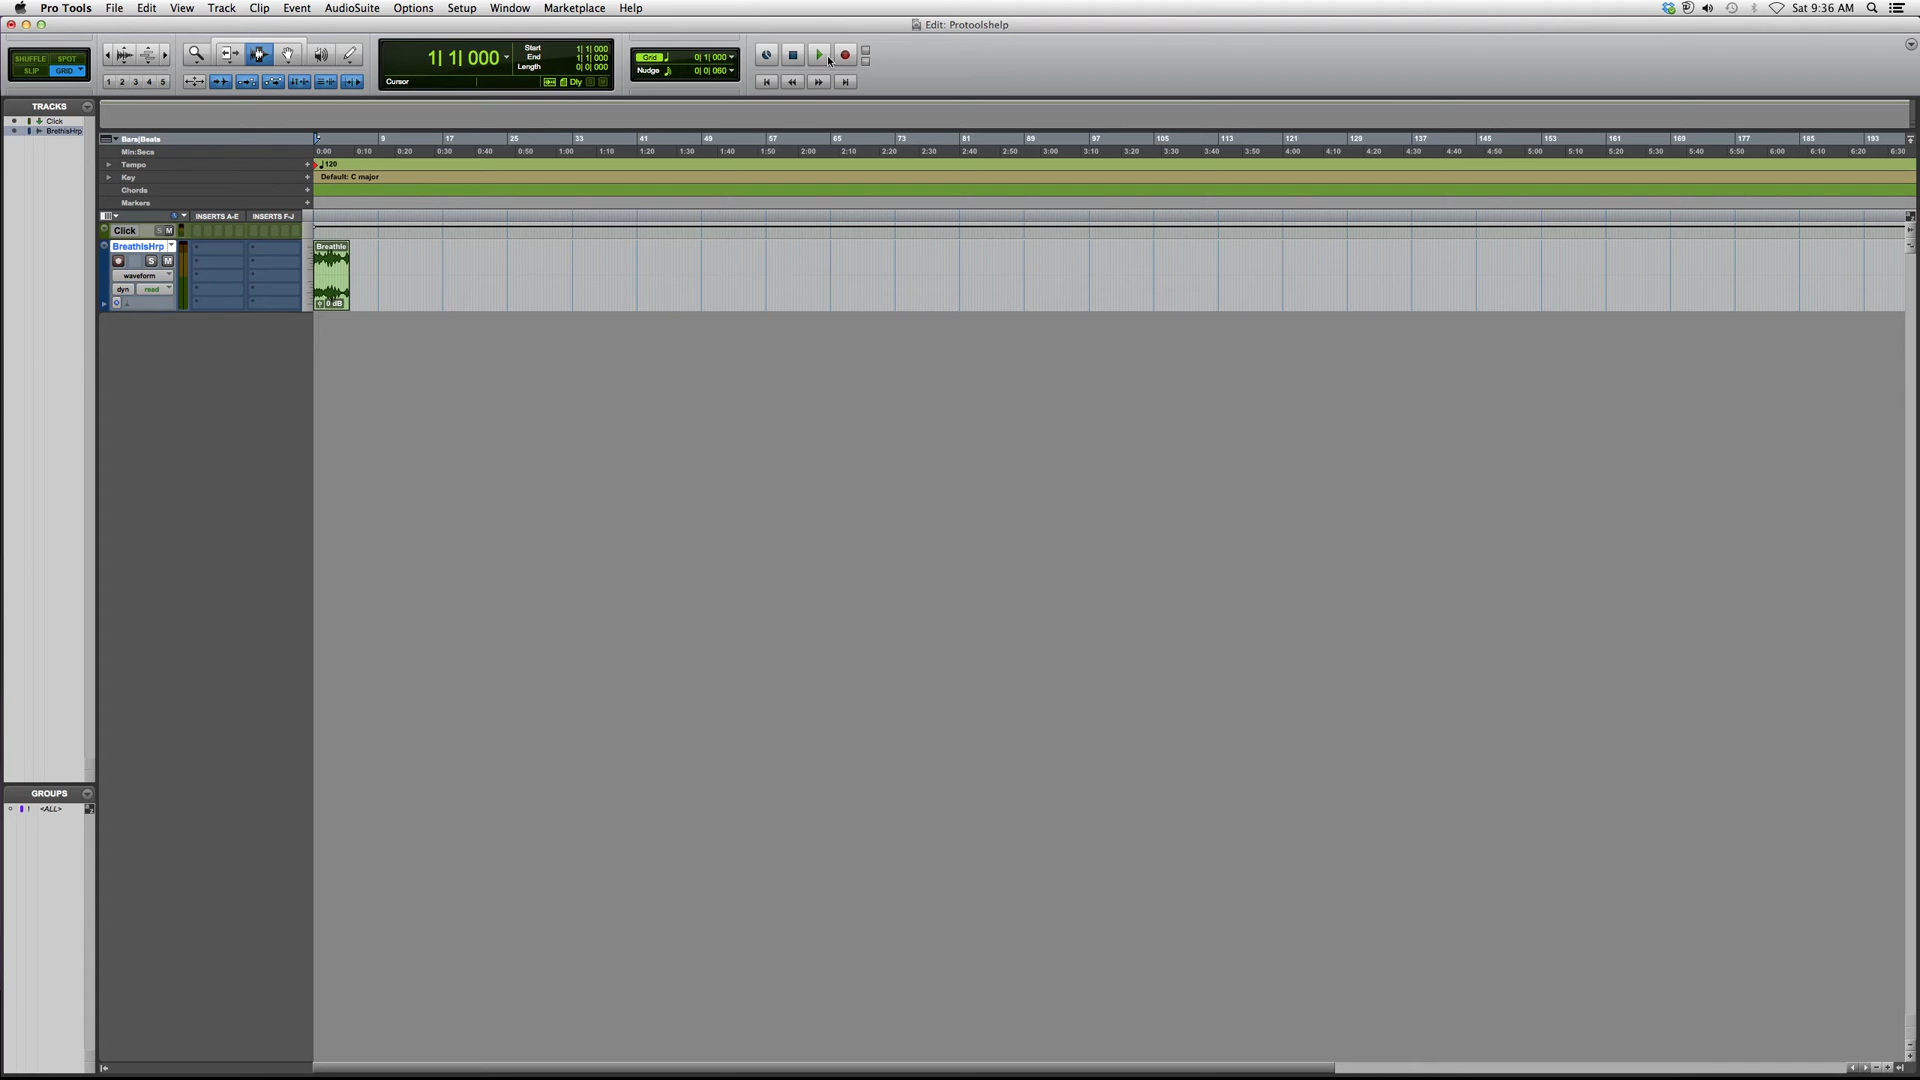 Pro Tools File Edit View Track Clip Event AudioSuite Options Setup Window Marketplace Help Sat 9:36 AM
Edit: Protoolshelp
SHUFFLE SPOT
SLIP GRID
1 2 3 4 5
1| 1| 000
Start 1| 1| 000
End 1| 1| 000
Length 0| 0| 000
Cursor Dly
Grid 0| 1| 000
Nudge 0| 0| 060
TRACKS
Click
BrethlsHrp
Bars|Beats 9 17 25 33 41 49 57 65 73 81 89 97 105 113 121 129 137 145 153 161 169 177 185 193
Min:Secs 0:00 0:10 0:20 0:30 0:40 0:50 1:00 1:10 1:20 1:30 1:40 1:50 2:00 2:10 2:20 2:30 2:40 2:50 3:00 3:10 3:20 3:30 3:40 3:50 4:00 4:10 4:20 4:30 4:40 4:50 5:00 5:10 5:20 5:30 5:40 5:50 6:00 6:10 6:20 6:30
Tempo + 120
Key + Default: C major
Chords +
Markers +
INSERTS A-E INSERTS F-J
Click S M
BreathlsHrp
S M
waveform
dyn read
Breathle
0 dB
GROUPS
! <ALL>